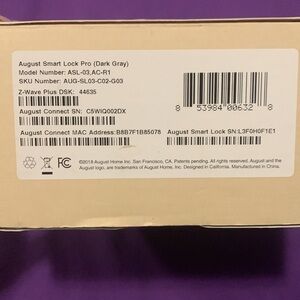 August Smart Lock Pro (Dark Gray)
Model Number: ASL-03,AC-R1
SKU Number: AUG-SL03-C02-G03
Z-Wave Plus DSK: 44635
8 53984 00632 8
August Connect SN: C5WIQ002DX
August Connect MAC Address:B8B7F1B85078
August Smart Lock SN:L3F0H0F1E1
©2018 August Home Inc. San Francisco, CA. Patents pending. All rights reserved. August and the
August logo, are trademarks of August Home, Inc. Designed in California. Manufactured in China.